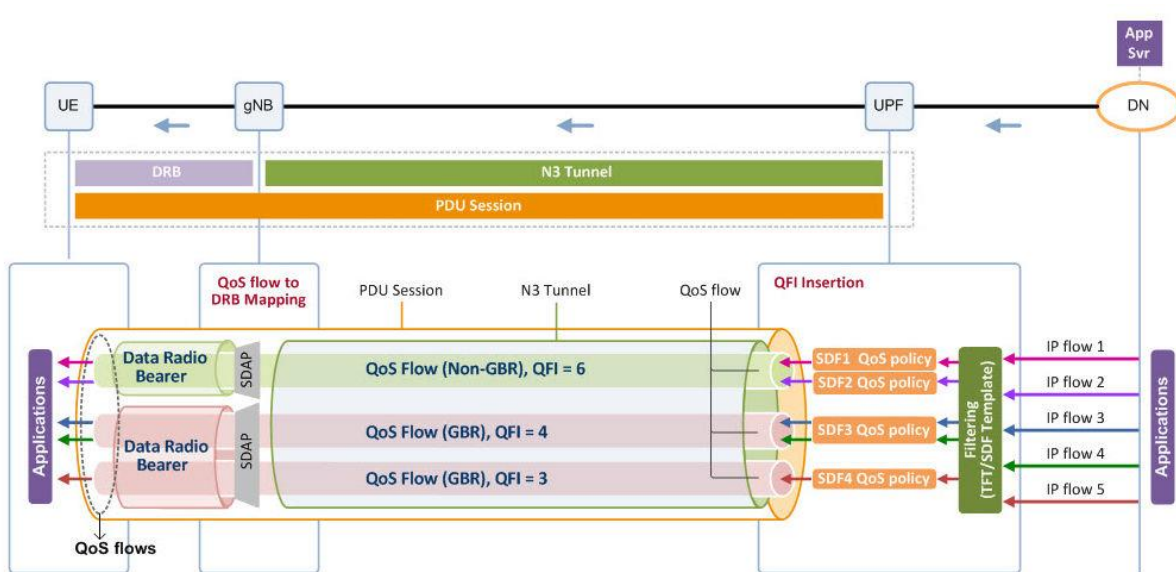 App
Svr
UE
gNB
UPF
DN
DRB
N3 Tunnel
PDU Session
QoS flow to
DRB Mapping
PDU Session
N3 Tunnel
QoS flow
QFI Insertion
Applications
Data Radio
Bearer
SDAP
QoS Flow (Non-GBR), QFI = 6
SDF1 QoS policy
SDF2 QoS policy
Data Radio
Bearer
SDAP
QoS Flow (GBR), QFI = 4
SDF3 QoS policy
QoS Flow (GBR), QFI = 3
SDF4 QoS policy
Filtering
(TFT/SDF Template)
IP flow 1
IP flow 2
IP flow 3
IP flow 4
IP flow 5
Applications
QoS flows